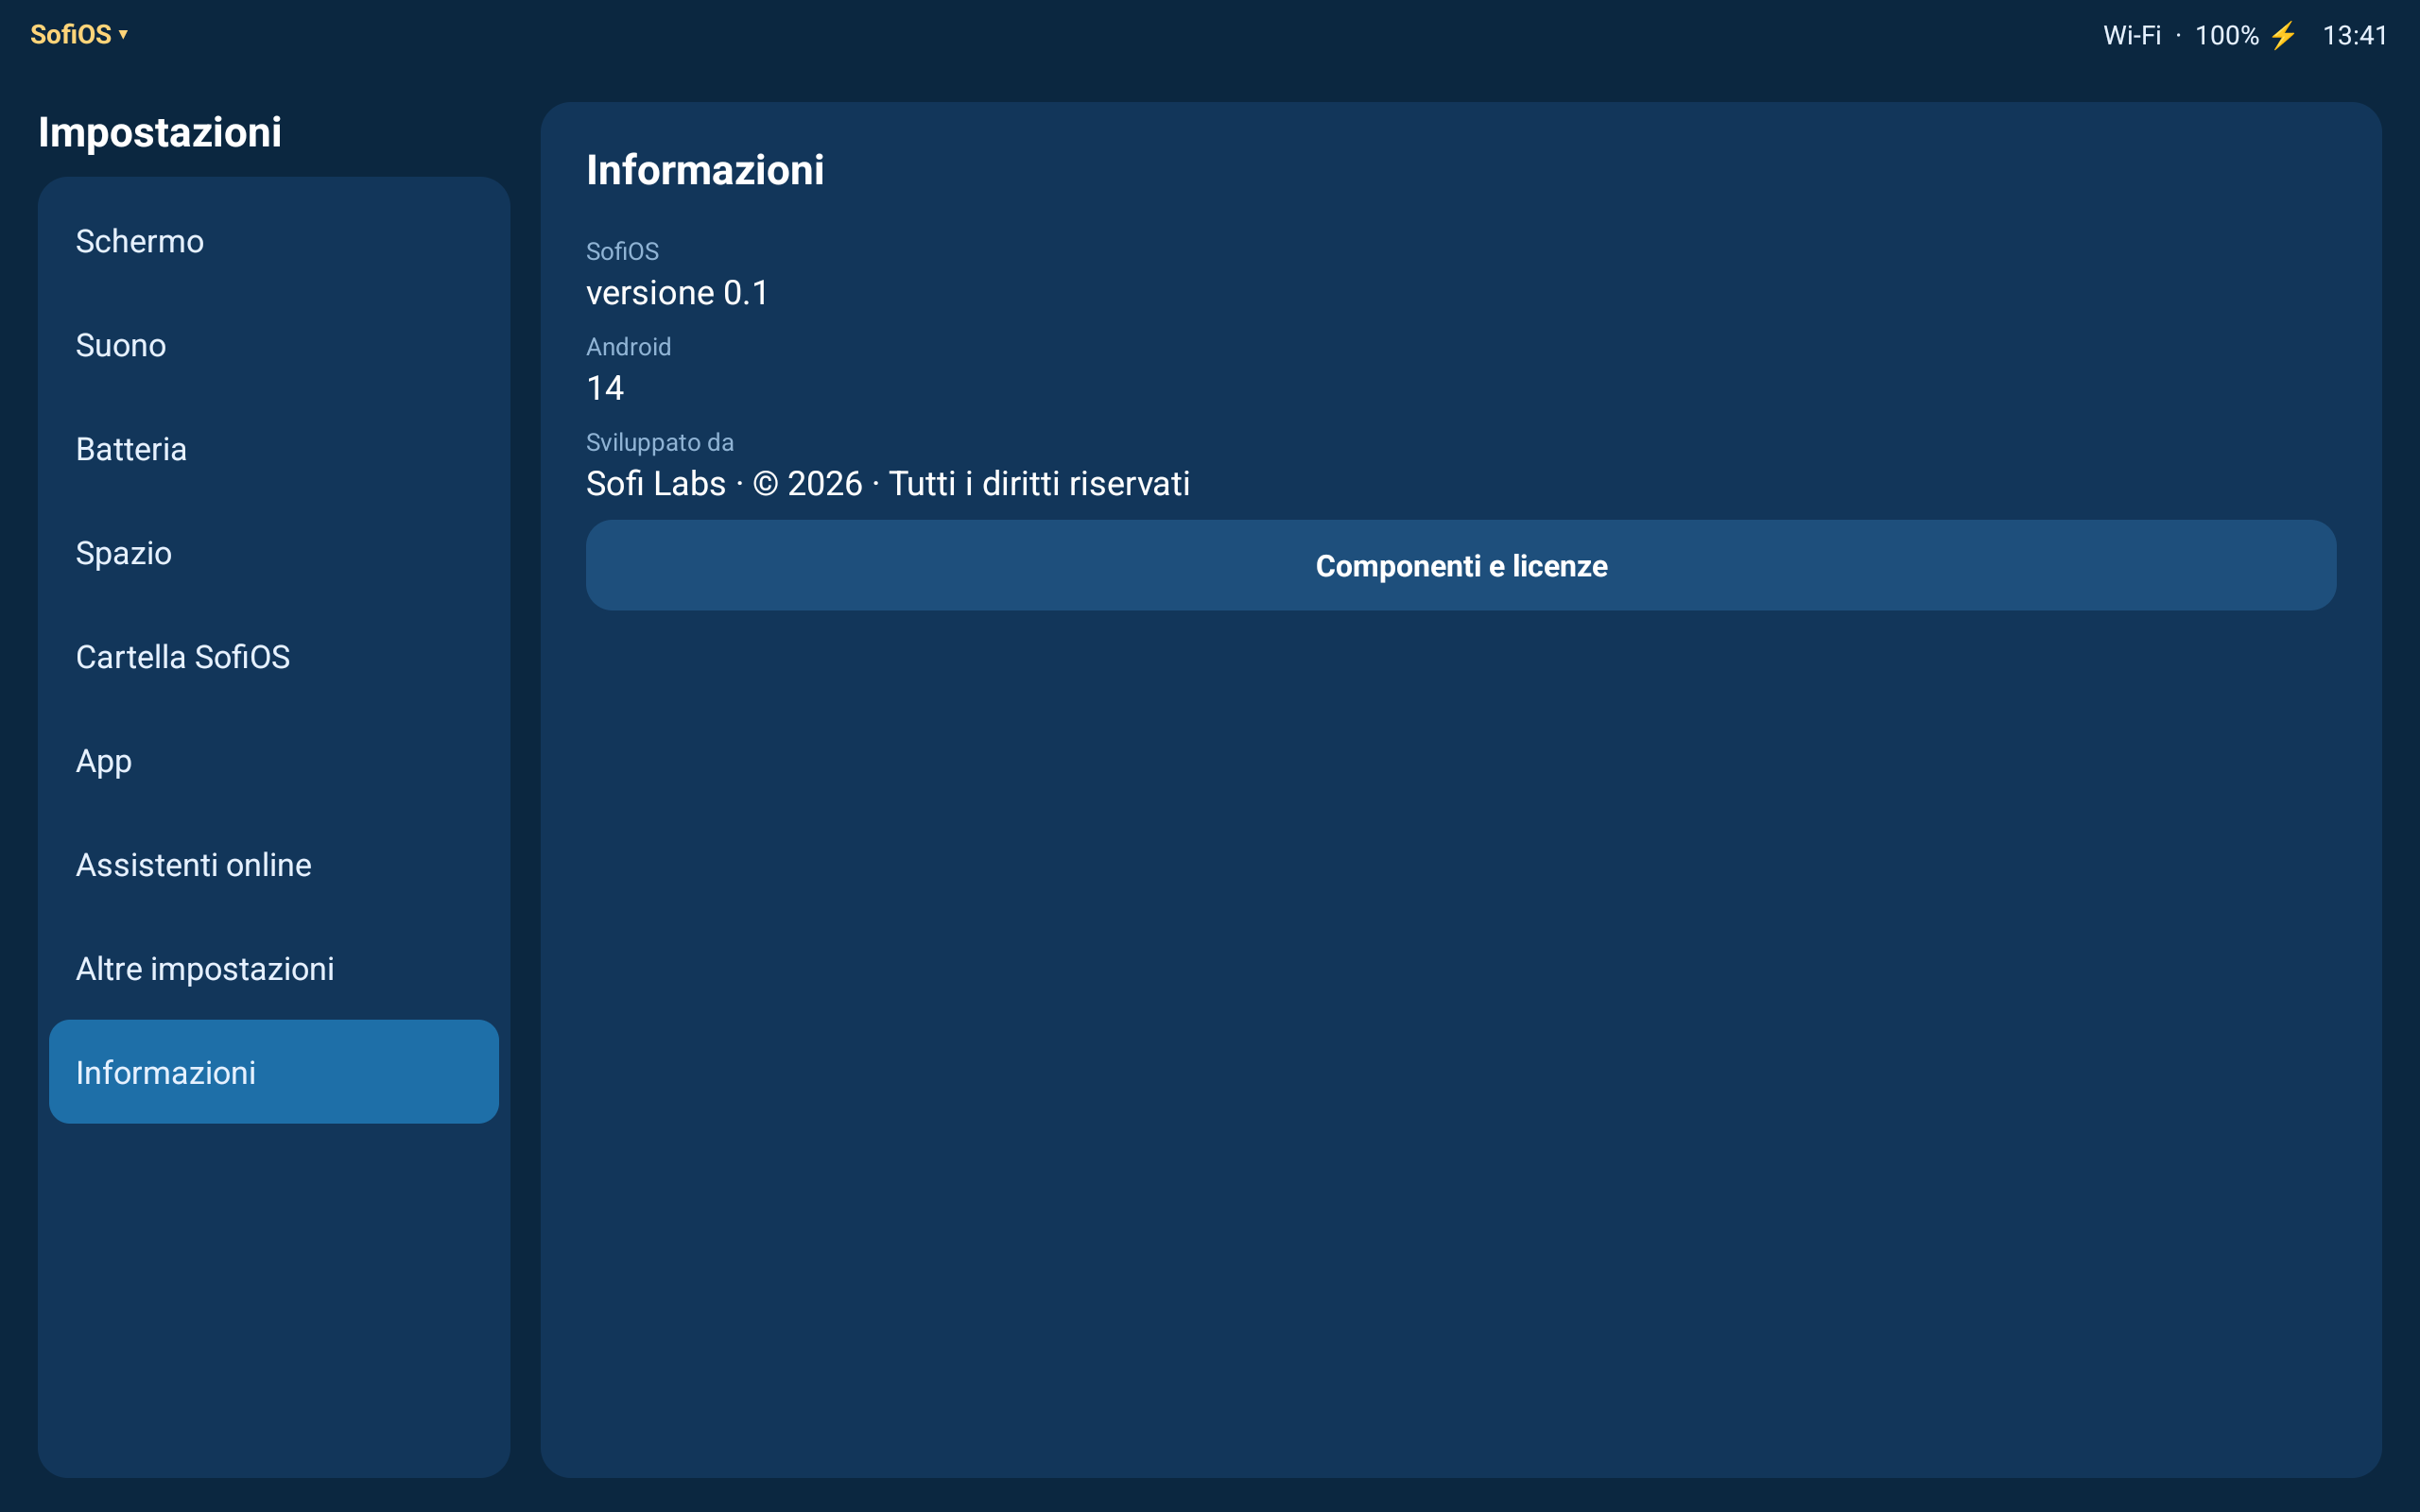 SofiOS ▾
Wi-Fi · 100% ⚡ 13:41
Impostazioni
Schermo
Suono
Batteria
Spazio
Cartella SofiOS
App
Assistenti online
Altre impostazioni
Informazioni
Informazioni
SofiOS
versione 0.1
Android
14
Sviluppato da
Sofi Labs · © 2026 · Tutti i diritti riservati
Componenti e licenze